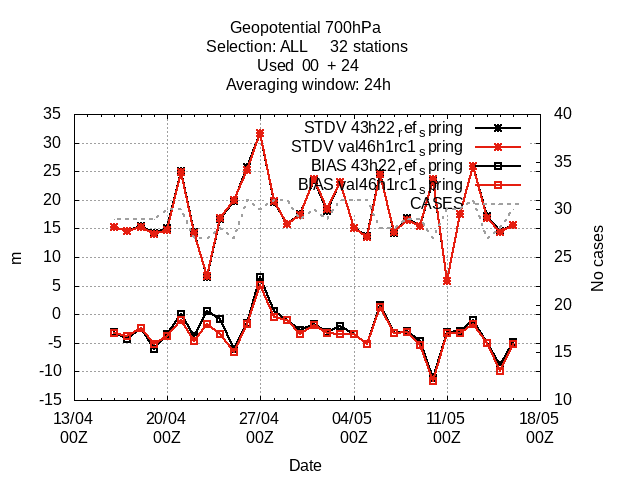 Geopotential 700hPa
Selection: ALL     32 stations
Used  00  + 24
Averaging window: 24h
STDV 43h22_ref_spring
STDV val46h1rc1_spring
BIAS 43h22_ref_spring
BIAS val46h1rc1_spring
CASES
35
30
25
20
15
10
5
0
-5
-10
-15
m
40
35
30
25
20
15
10
No cases
13/04 20/04 27/04 04/05 11/05 18/05
00Z 00Z 00Z 00Z 00Z 00Z
Date